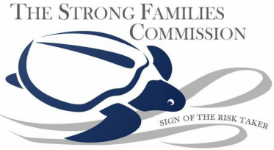 THE STRONG FAMILIES
COMMISSION
SIGN OF THE RISK TAKER